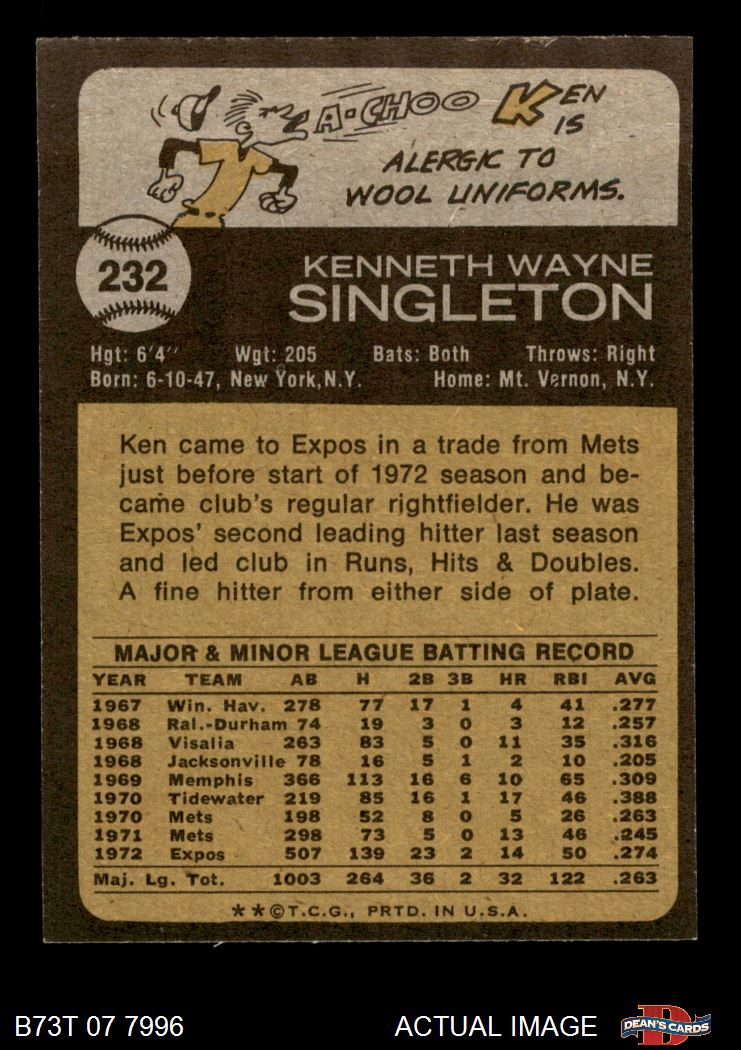 A-CHOO KEN
IS
ALERGIC TO
WOOL UNIFORMS.
232
KENNETH WAYNE
SINGLETON
Hgt: 6'4" Wgt: 205 Bats: Both Throws: Right
Born: 6-10-47, New York, N.Y. Home: Mt. Vernon, N.Y.
Ken came to Expos in a trade from Mets
just before start of 1972 season and be-
came club's regular rightfielder. He was
Expos' second leading hitter last season
and led club in Runs, Hits & Doubles.
A fine hitter from either side of plate.
MAJOR & MINOR LEAGUE BATTING RECORD
YEAR TEAM AB H 2B 3B HR RBI AVG
1967 Win. Hav. 278 77 17 1 4 41 .277
1968 Ral.-Durham 74 19 3 0 3 12 .257
1968 Visalia 263 83 5 0 11 35 .316
1968 Jacksonville 78 16 5 1 2 10 .205
1969 Memphis 366 113 16 6 10 65 .309
1970 Tidewater 219 85 16 1 17 46 .388
1970 Mets 198 52 8 0 5 26 .263
1971 Mets 298 73 5 0 13 46 .245
1972 Expos 507 139 23 2 14 50 .274
Maj. Lg. Tot. 1003 264 36 2 32 122 .263
**©T.C.G., PRTD. IN U.S.A.
B73T 07 7996 ACTUAL IMAGE DEAN'S CARDS